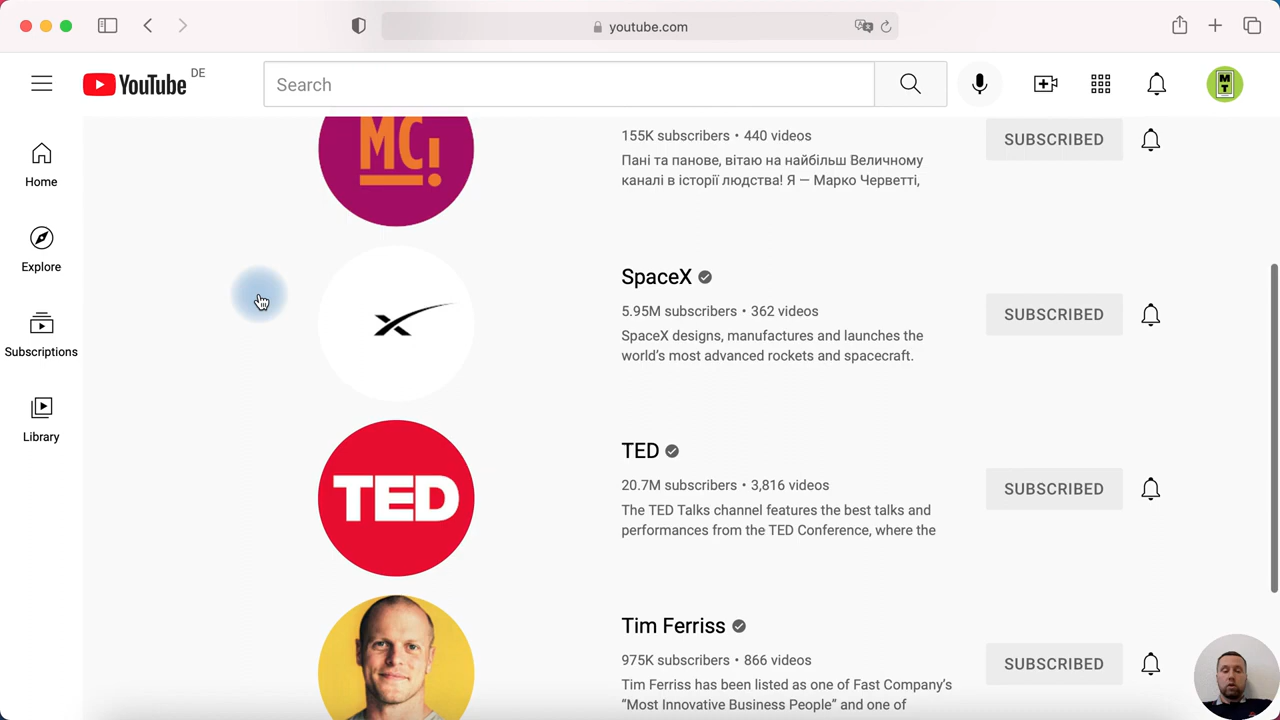 youtube.com
YouTube DE
Search
MT
Home
Explore
Subscriptions
Library
MC!
155K subscribers • 440 videos
Пані та панове, вітаю на найбільш Величному
каналі в історії людства! Я — Марко Черветті,
SUBSCRIBED
SpaceX
5.95M subscribers • 362 videos
SpaceX designs, manufactures and launches the
world's most advanced rockets and spacecraft.
SUBSCRIBED
X
TED
TED
20.7M subscribers • 3,816 videos
The TED Talks channel features the best talks and
performances from the TED Conference, where the
SUBSCRIBED
Tim Ferriss
975K subscribers • 866 videos
Tim Ferriss has been listed as one of Fast Company's
“Most Innovative Business People” and one of
SUBSCRIBED